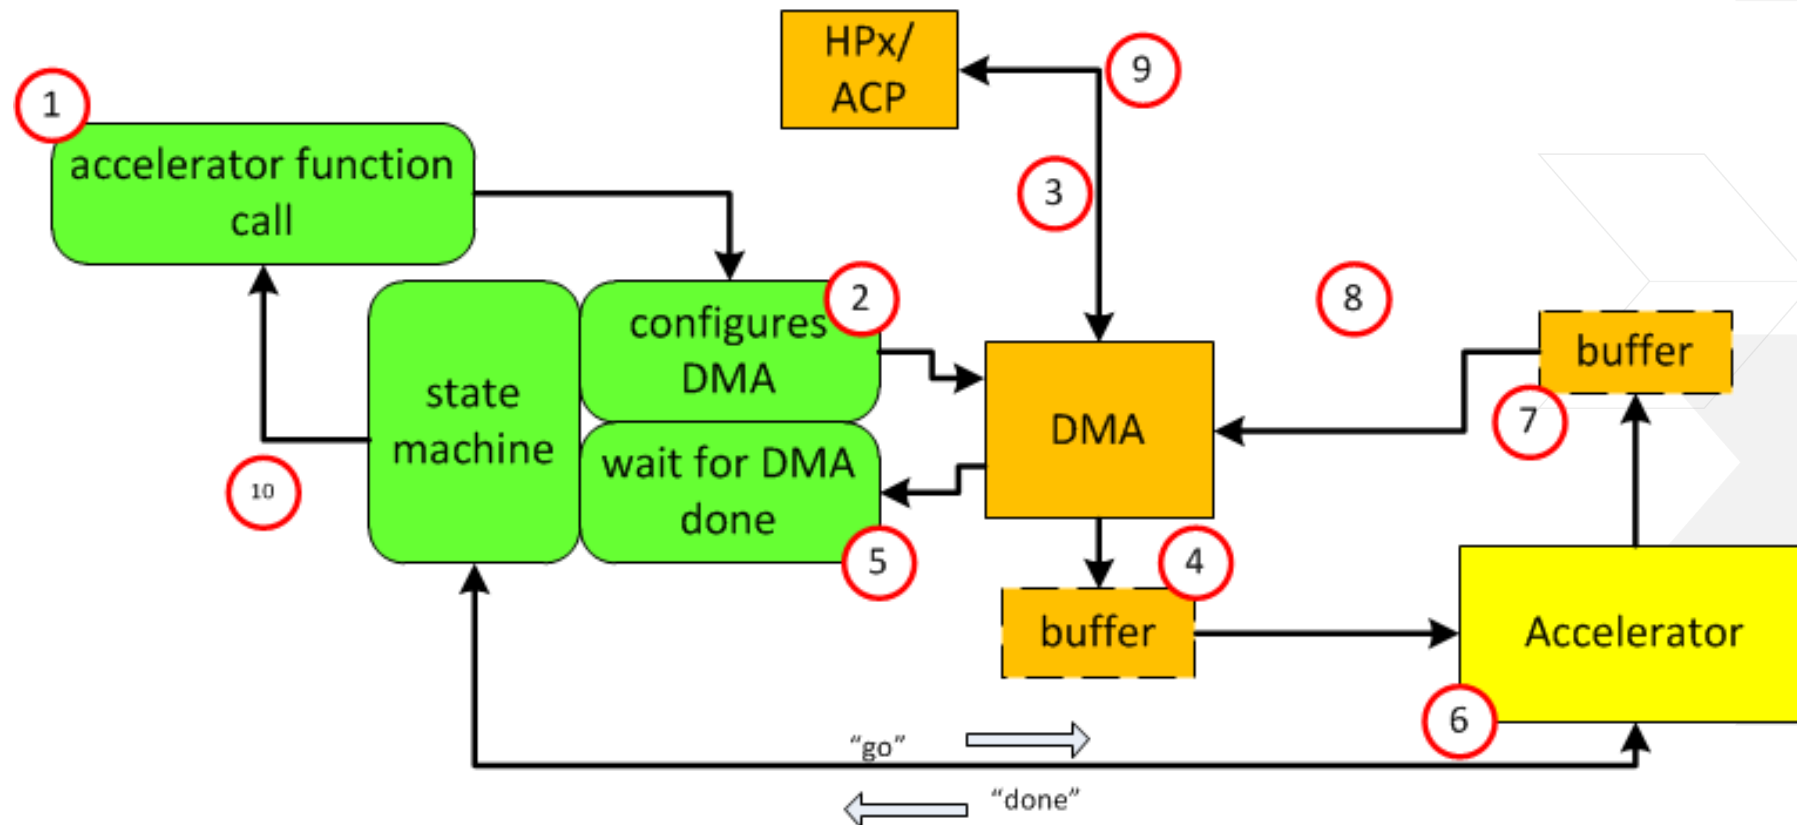 HPx/
ACP
9
1
accelerator function
call
3
2
configures
DMA
8
buffer
7
state
machine
DMA
wait for DMA
done
10
5
4
buffer
Accelerator
6
“go”
“done”